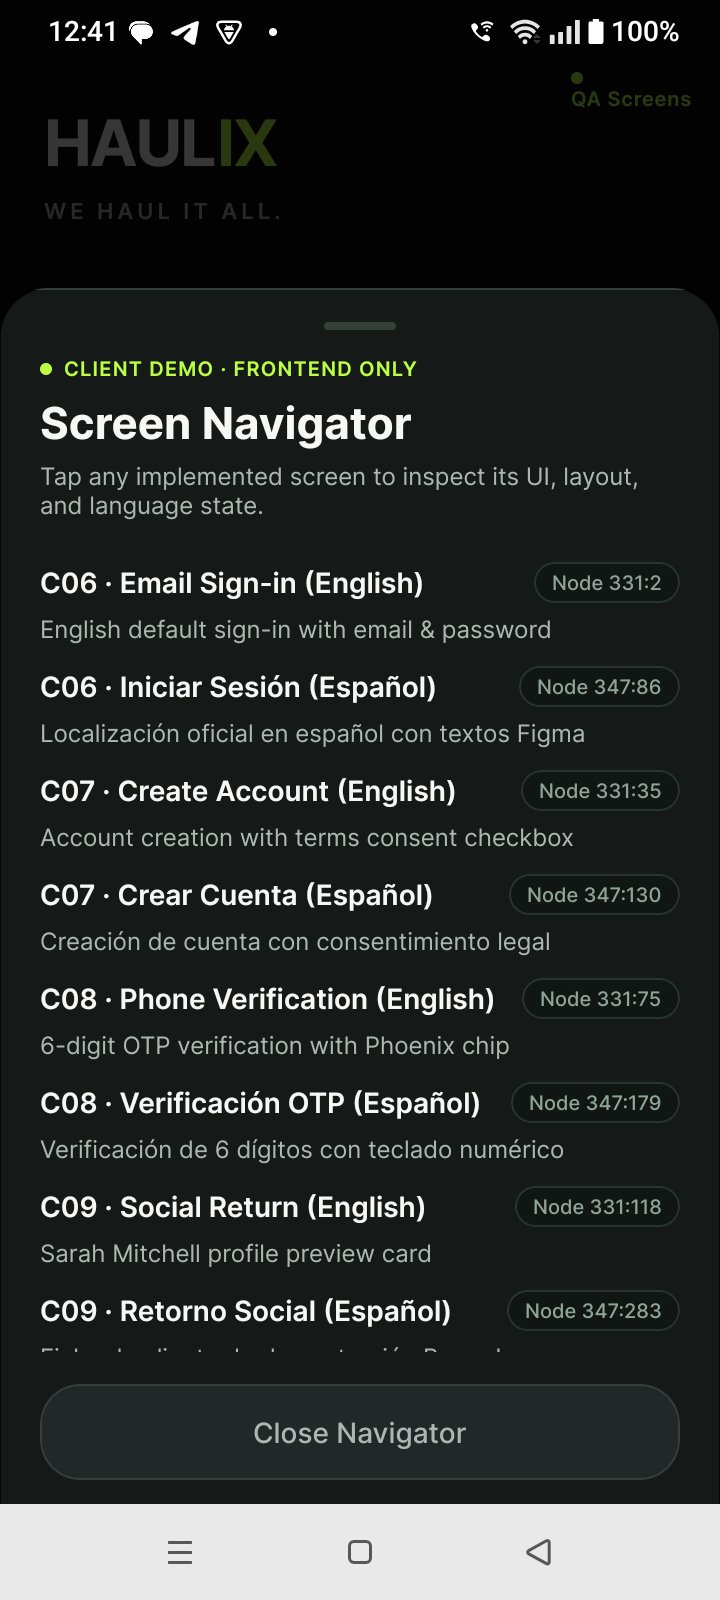 12:41
100%
QA Screens
HAULIX
WE HAUL IT ALL.
CLIENT DEMO · FRONTEND ONLY
Screen Navigator
Tap any implemented screen to inspect its UI, layout,
and language state.
C06 · Email Sign-in (English)
Node 331:2
English default sign-in with email & password
C06 · Iniciar Sesión (Español)
Node 347:86
Localización oficial en español con textos Figma
C07 · Create Account (English)
Node 331:35
Account creation with terms consent checkbox
C07 · Crear Cuenta (Español)
Node 347:130
Creación de cuenta con consentimiento legal
C08 · Phone Verification (English)
Node 331:75
6-digit OTP verification with Phoenix chip
C08 · Verificación OTP (Español)
Node 347:179
Verificación de 6 dígitos con teclado numérico
C09 · Social Return (English)
Node 331:118
Sarah Mitchell profile preview card
C09 · Retorno Social (Español)
Node 347:283
Close Navigator